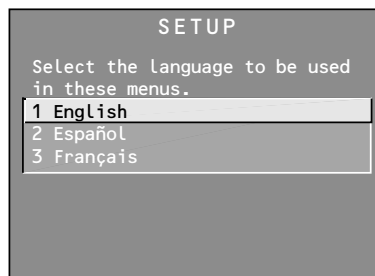 SETUP
Select the language to be used
in these menus.
1 English
2 Español
3 Français